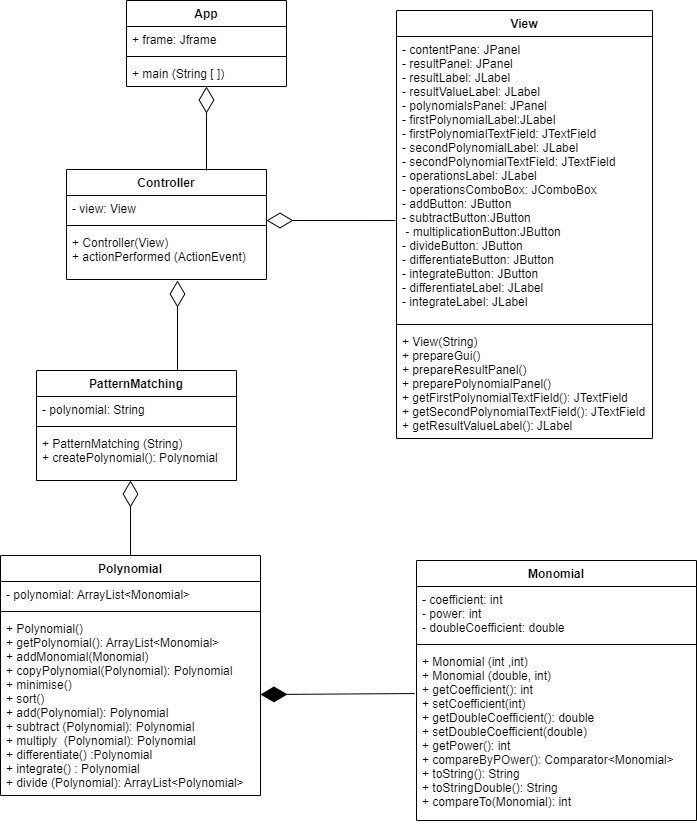 App
+ frame: Jframe
+ main (String [ ])
View
- contentPane: JPanel
- resultPanel: JPanel
- resultLabel: JLabel
- resultValueLabel: JLabel
- polynomialsPanel: JPanel
- firstPolynomialLabel:JLabel
- firstPolynomialTextField: JTextField
- secondPolynomialLabel: JLabel
- secondPolynomialTextField: JTextField
- operationsLabel: JLabel
- operationsComboBox: JComboBox
- addButton: JButton
- subtractButton:JButton
- multiplicationButton:JButton
- divideButton: JButton
- differentiateButton: JButton
- integrateButton: JButton
- differentiateLabel: JLabel
- integrateLabel: JLabel
+ View(String)
+ prepareGui()
+ prepareResultPanel()
+ preparePolynomialPanel()
+ getFirstPolynomialTextField(): JTextField
+ getSecondPolynomialTextField(): JTextField
+ getResultValueLabel(): JLabel
Controller
- view: View
+ Controller(View)
+ actionPerformed (ActionEvent)
PatternMatching
- polynomial: String
+ PatternMatching (String)
+ createPolynomial(): Polynomial
Polynomial
- polynomial: ArrayList<Monomial>
+ Polynomial()
+ getPolynomial(): ArrayList<Monomial>
+ addMonomial(Monomial)
+ copyPolynomial(Polynomial): Polynomial
+ minimise()
+ sort()
+ add(Polynomial): Polynomial
+ subtract (Polynomial): Polynomial
+ multiply (Polynomial): Polynomial
+ differentiate() :Polynomial
+ integrate() : Polynomial
+ divide (Polynomial): ArrayList<Polynomial>
Monomial
- coefficient: int
- power: int
- doubleCoefficient: double
+ Monomial (int ,int)
+ Monomial (double, int)
+ getCoefficient(): int
+ setCoefficient(int)
+ getDoubleCoefficient(): double
+ setDoubleCoefficient(double)
+ getPower(): int
+ compareByPOwer(): Comparator<Monomial>
+ toString(): String
+ toStringDouble(): String
+ compareTo(Monomial): int